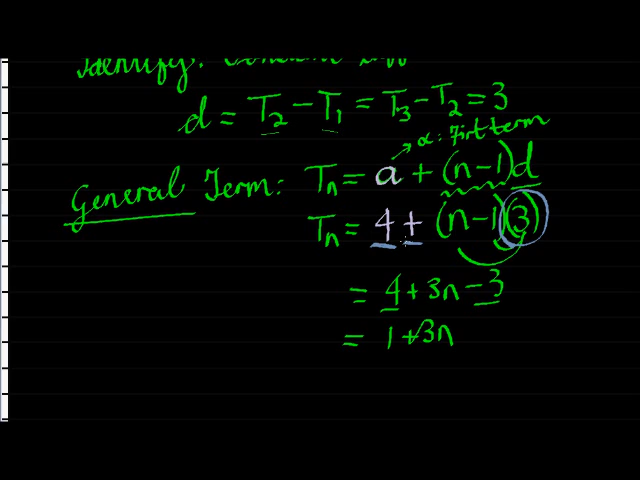 Identify:
d = T₂ − T₁ = T₃ − T₂ = 3
a: First term
General Term: Tₙ = a + (n−1)d
Tₙ = 4 + (n−1)(3)
= 4 + 3n − 3
= 1 + 3n